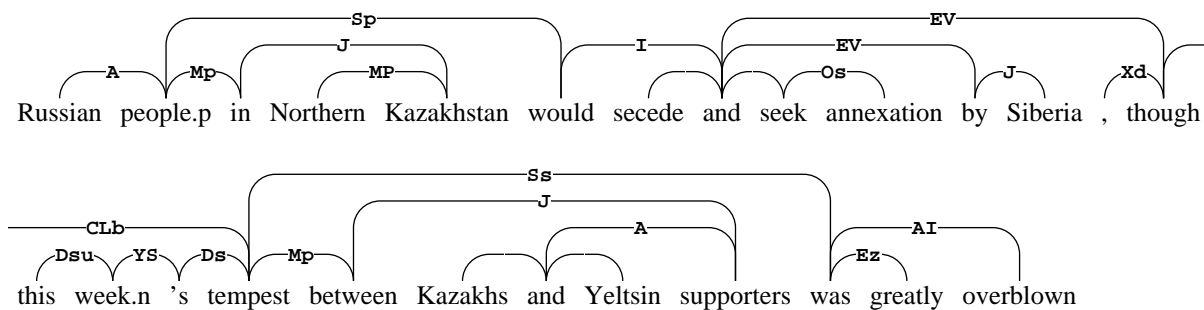 Sp EV
J I EV
A Mp MP Os J Xd
Russian people.p in Northern Kazakhstan would secede and seek annexation by Siberia , though
Ss
J
CLb A AI
Dsu YS Ds Mp Ez
this week.n 's tempest between Kazakhs and Yeltsin supporters was greatly overblown